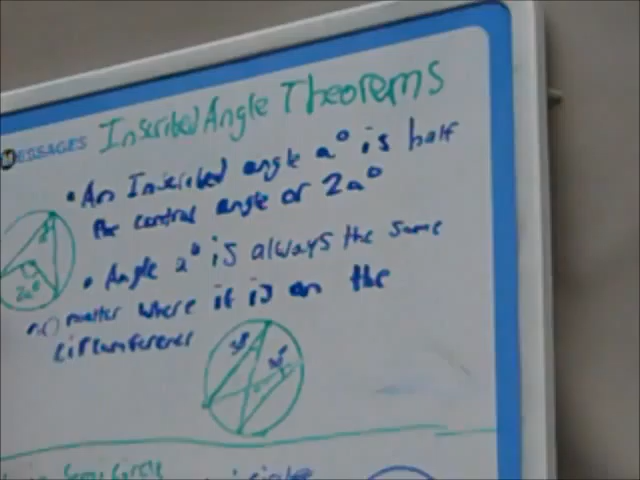 MESSAGES
Inscribed Angle Theorems
• An Inscribed angle a° is half
the central angle or 2a°
• Angle a° is always the same
no matter where it is on the
circumference
2a°
Circle